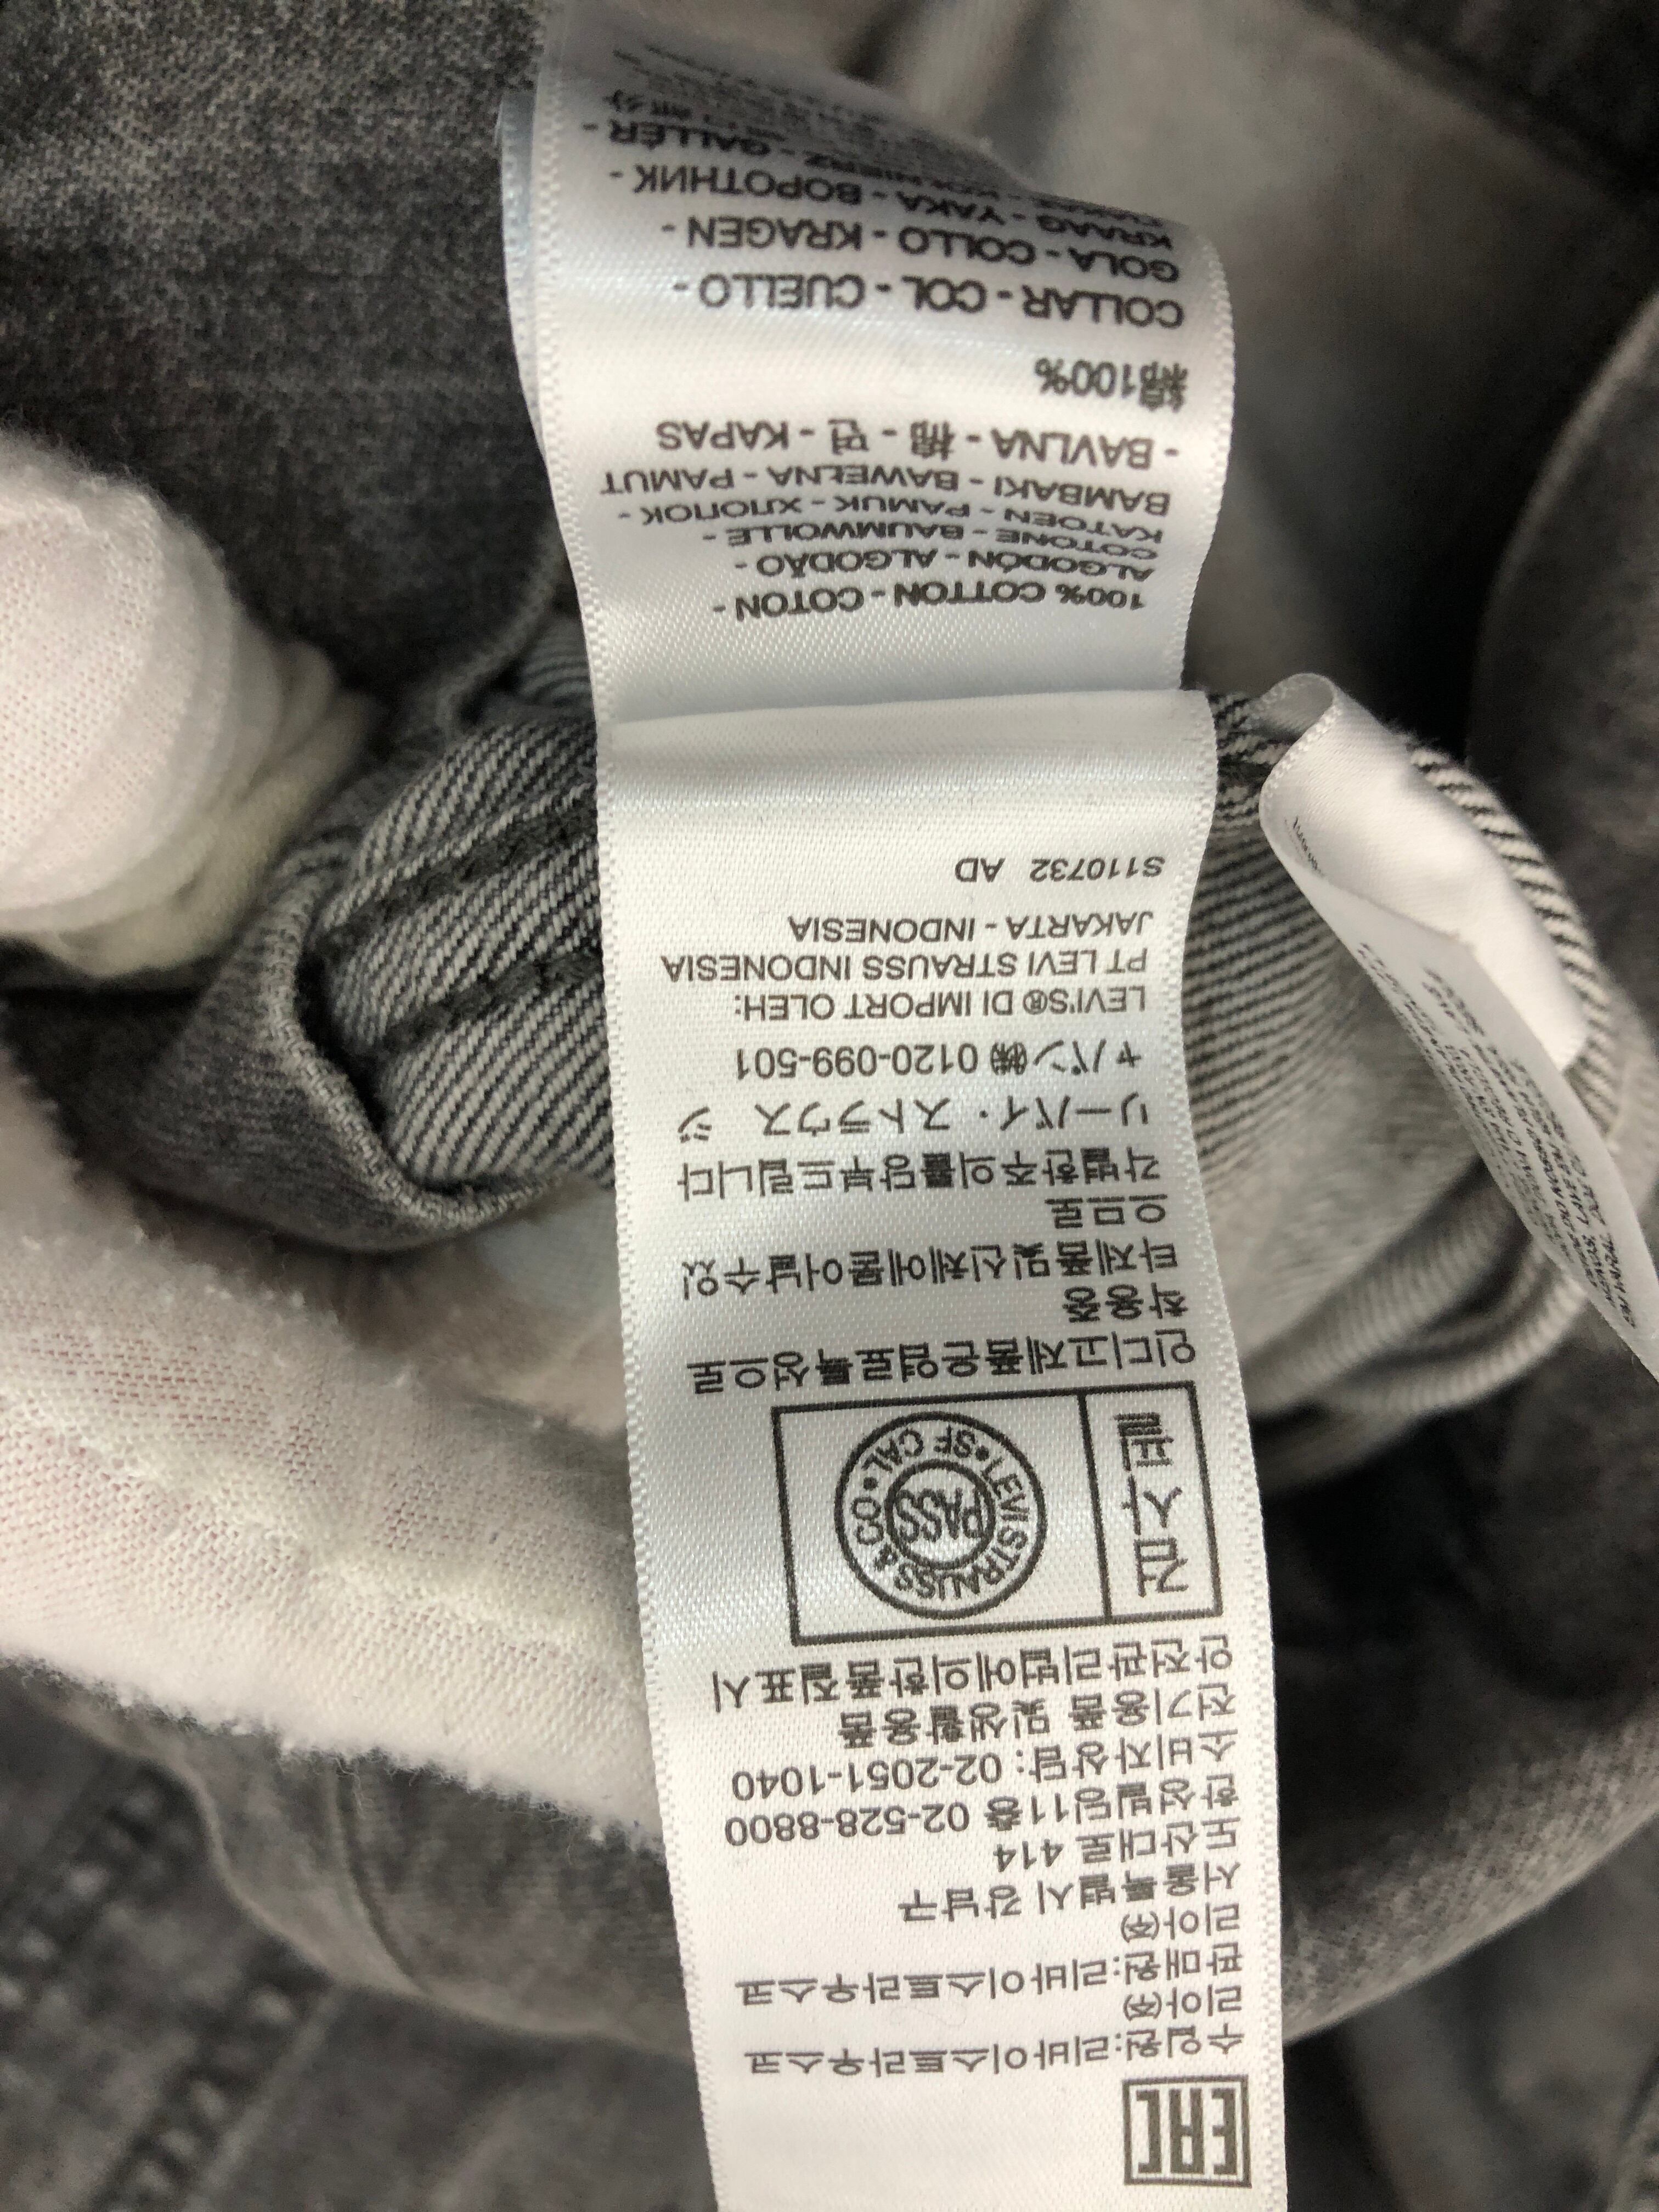 EAC
수입원:리바이스트라우스코
리아㈜
판매원:리바이스트라우스코
리아㈜
서울특별시 강남구
도산대로 414
한성빌딩11층 02-528-8800
소비자상담: 02-2051-1040
전기용품 및생활용품
안전관리법에의한품질표시
검사필
LEVI STRAUSS & CO • SF CAL •
PASS
인디고제품은염료특성으로
착용중
타제품및신체에물어날수있
으므로
각별한주의를당부드립니다
リーバイ・ストラウス ジ
ャパン㈱ 0120-099-501
LEVI'S® DI IMPORT OLEH:
PT LEVI STRAUSS INDONESIA
JAKARTA - INDONESIA
S110732 AD
100% COTTON - COTON -
ALGODÓN - ALGODÃO -
COTONE - BAUMWOLLE -
KATOEN - PAMUK - ХЛОПОК -
BAMBAKI - BAWEŁNA - PAMUT
- BAVLNA - 棉 - 면 - KAPAS
綿100%
COLLAR - COL - CUELLO -
GOLA - COLLO - KRAGEN -
KRAAG - YAKA - ВОРОТНИК -
KOŁNIERZ - GALLÉR -